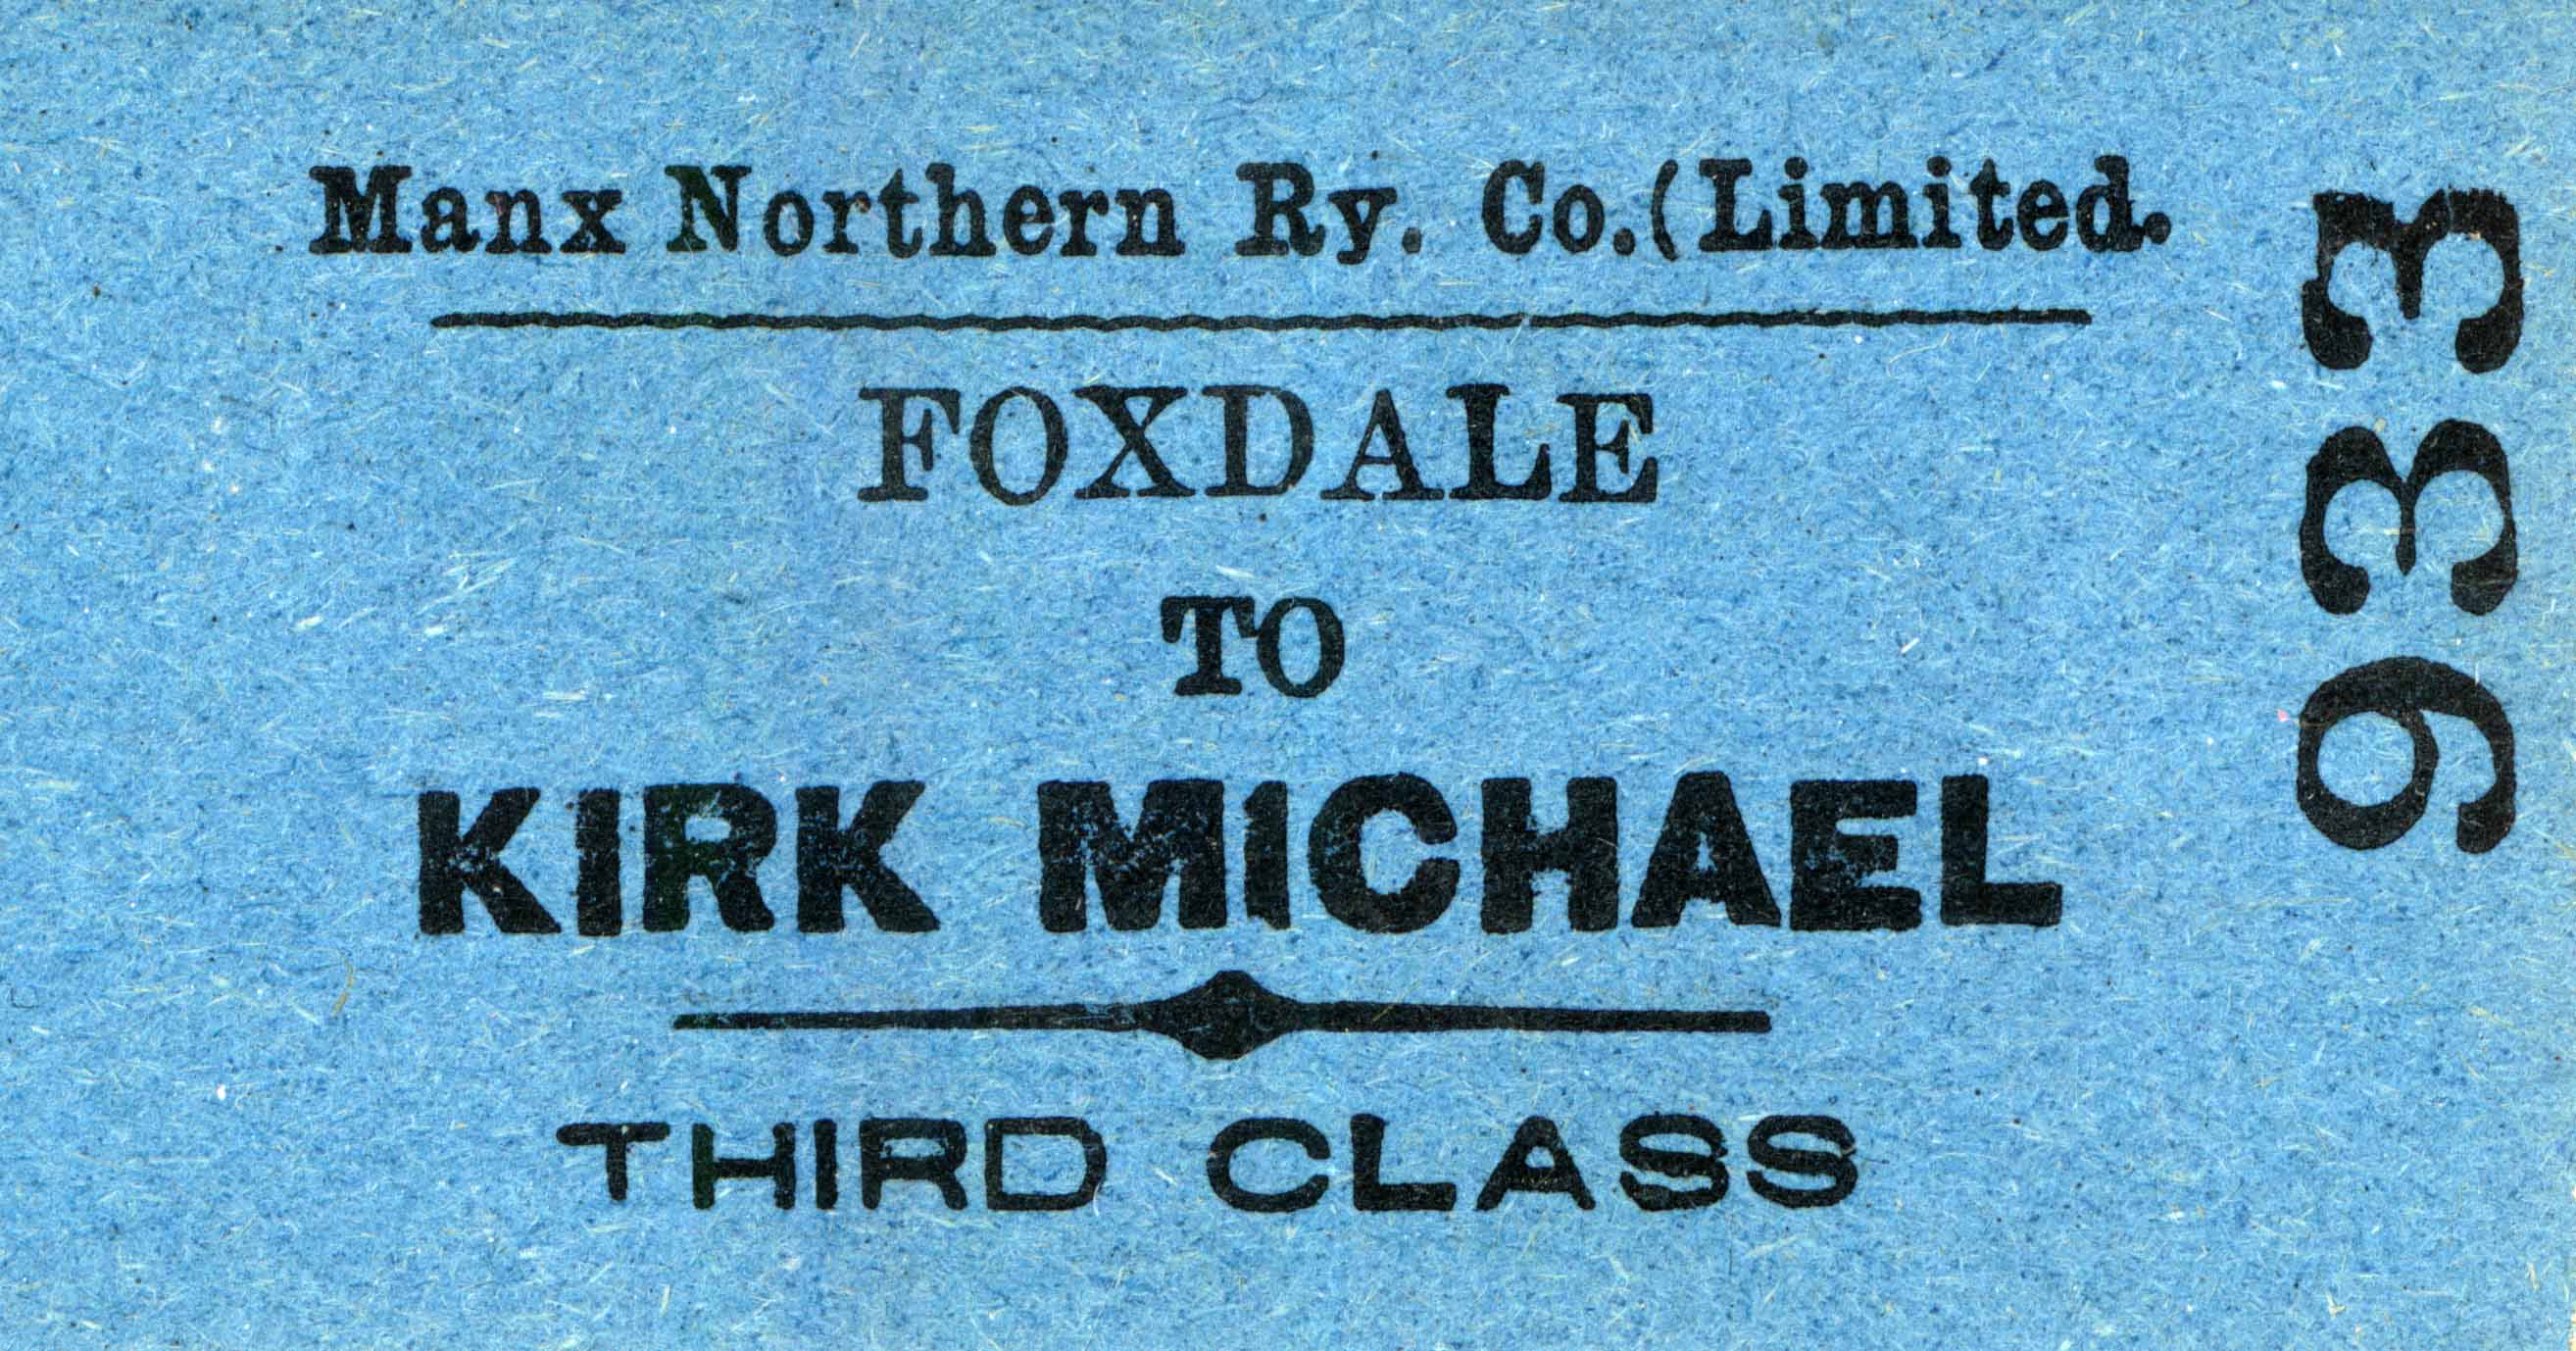 Manx Northern Ry. Co.(Limited.
FOXDALE
TO
KIRK MICHAEL
THIRD CLASS
933